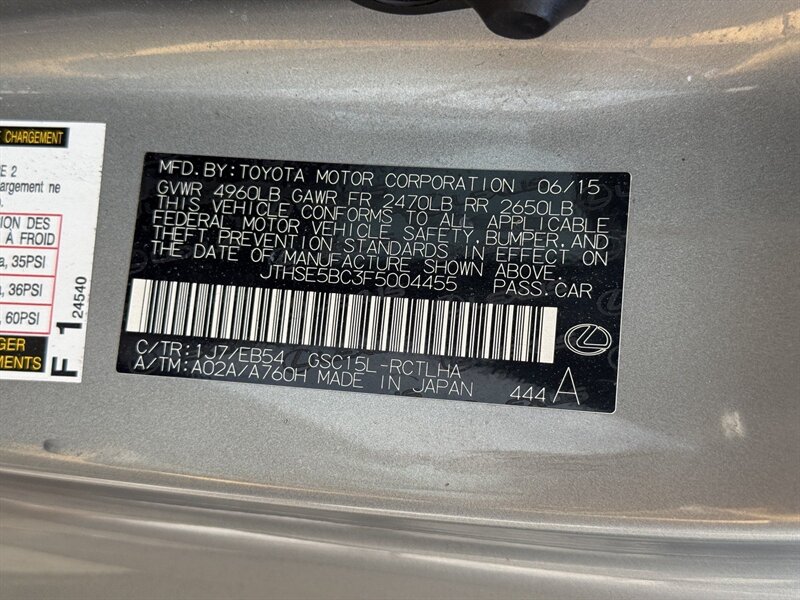 CHARGEMENT
E 2
argement ne
ION DES
À FROID
a, 35PSI
a, 36PSI
, 60PSI
GER
F 1 24540
MFD.BY:TOYOTA MOTOR CORPORATION 06/15
GVWR 4960LB GAWR FR 2470LB RR 2650LB
THIS VEHICLE CONFORMS TO ALL APPLICABLE
FEDERAL MOTOR VEHICLE SAFETY,BUMPER,AND
THEFT PREVENTION STANDARDS IN EFFECT ON
THE DATE OF MANUFACTURE SHOWN ABOVE.
JTHSE5BC3F5004455 PASS.CAR
C/TR:1J7/EB54 GSC15L-RCTLHA
A/TM:A02A/A760H MADE IN JAPAN 444 A